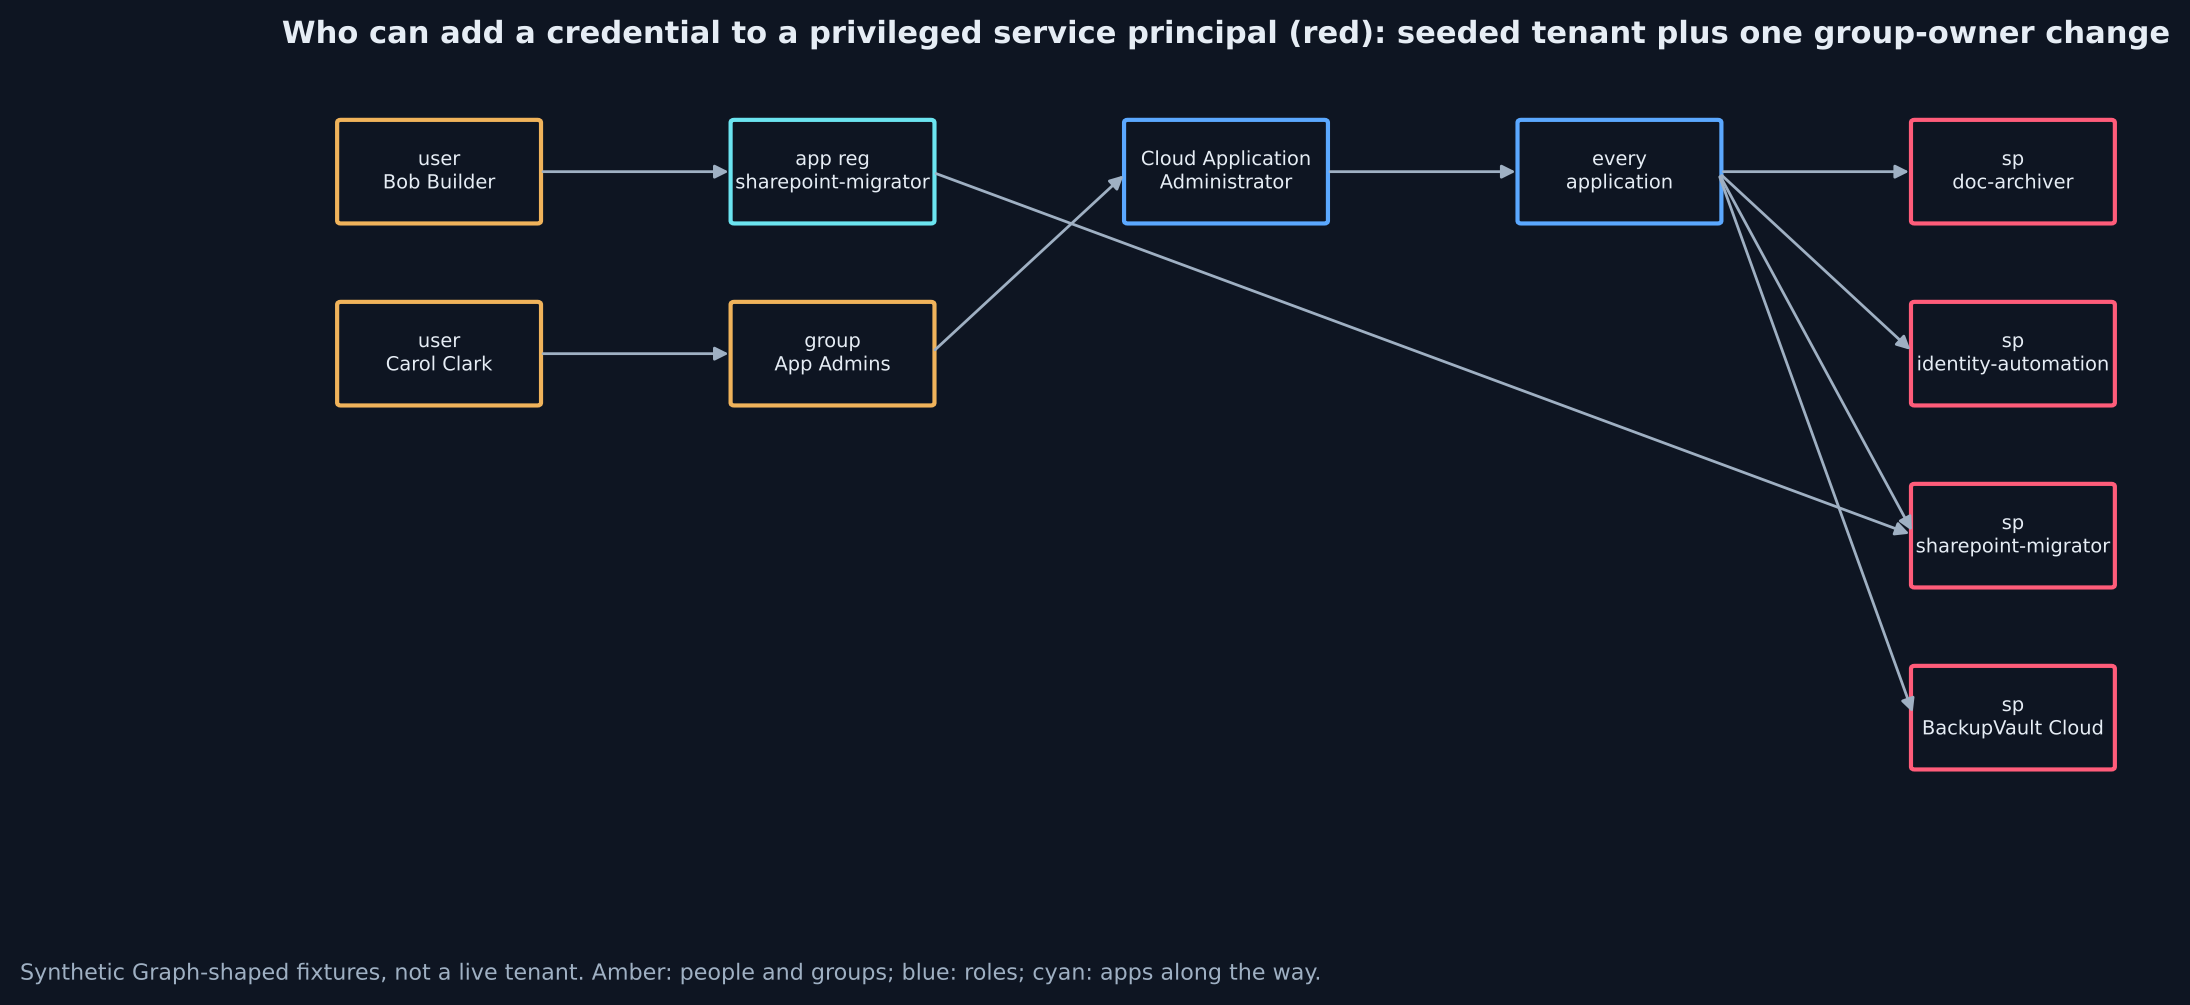 Who can add a credential to a privileged service principal (red): seeded tenant plus one group-owner change
user
Bob Builder
app reg
sharepoint-migrator
Cloud Application
Administrator
every
application
sp
doc-archiver
user
Carol Clark
group
App Admins
sp
identity-automation
sp
sharepoint-migrator
sp
BackupVault Cloud
Synthetic Graph-shaped fixtures, not a live tenant. Amber: people and groups; blue: roles; cyan: apps along the way.